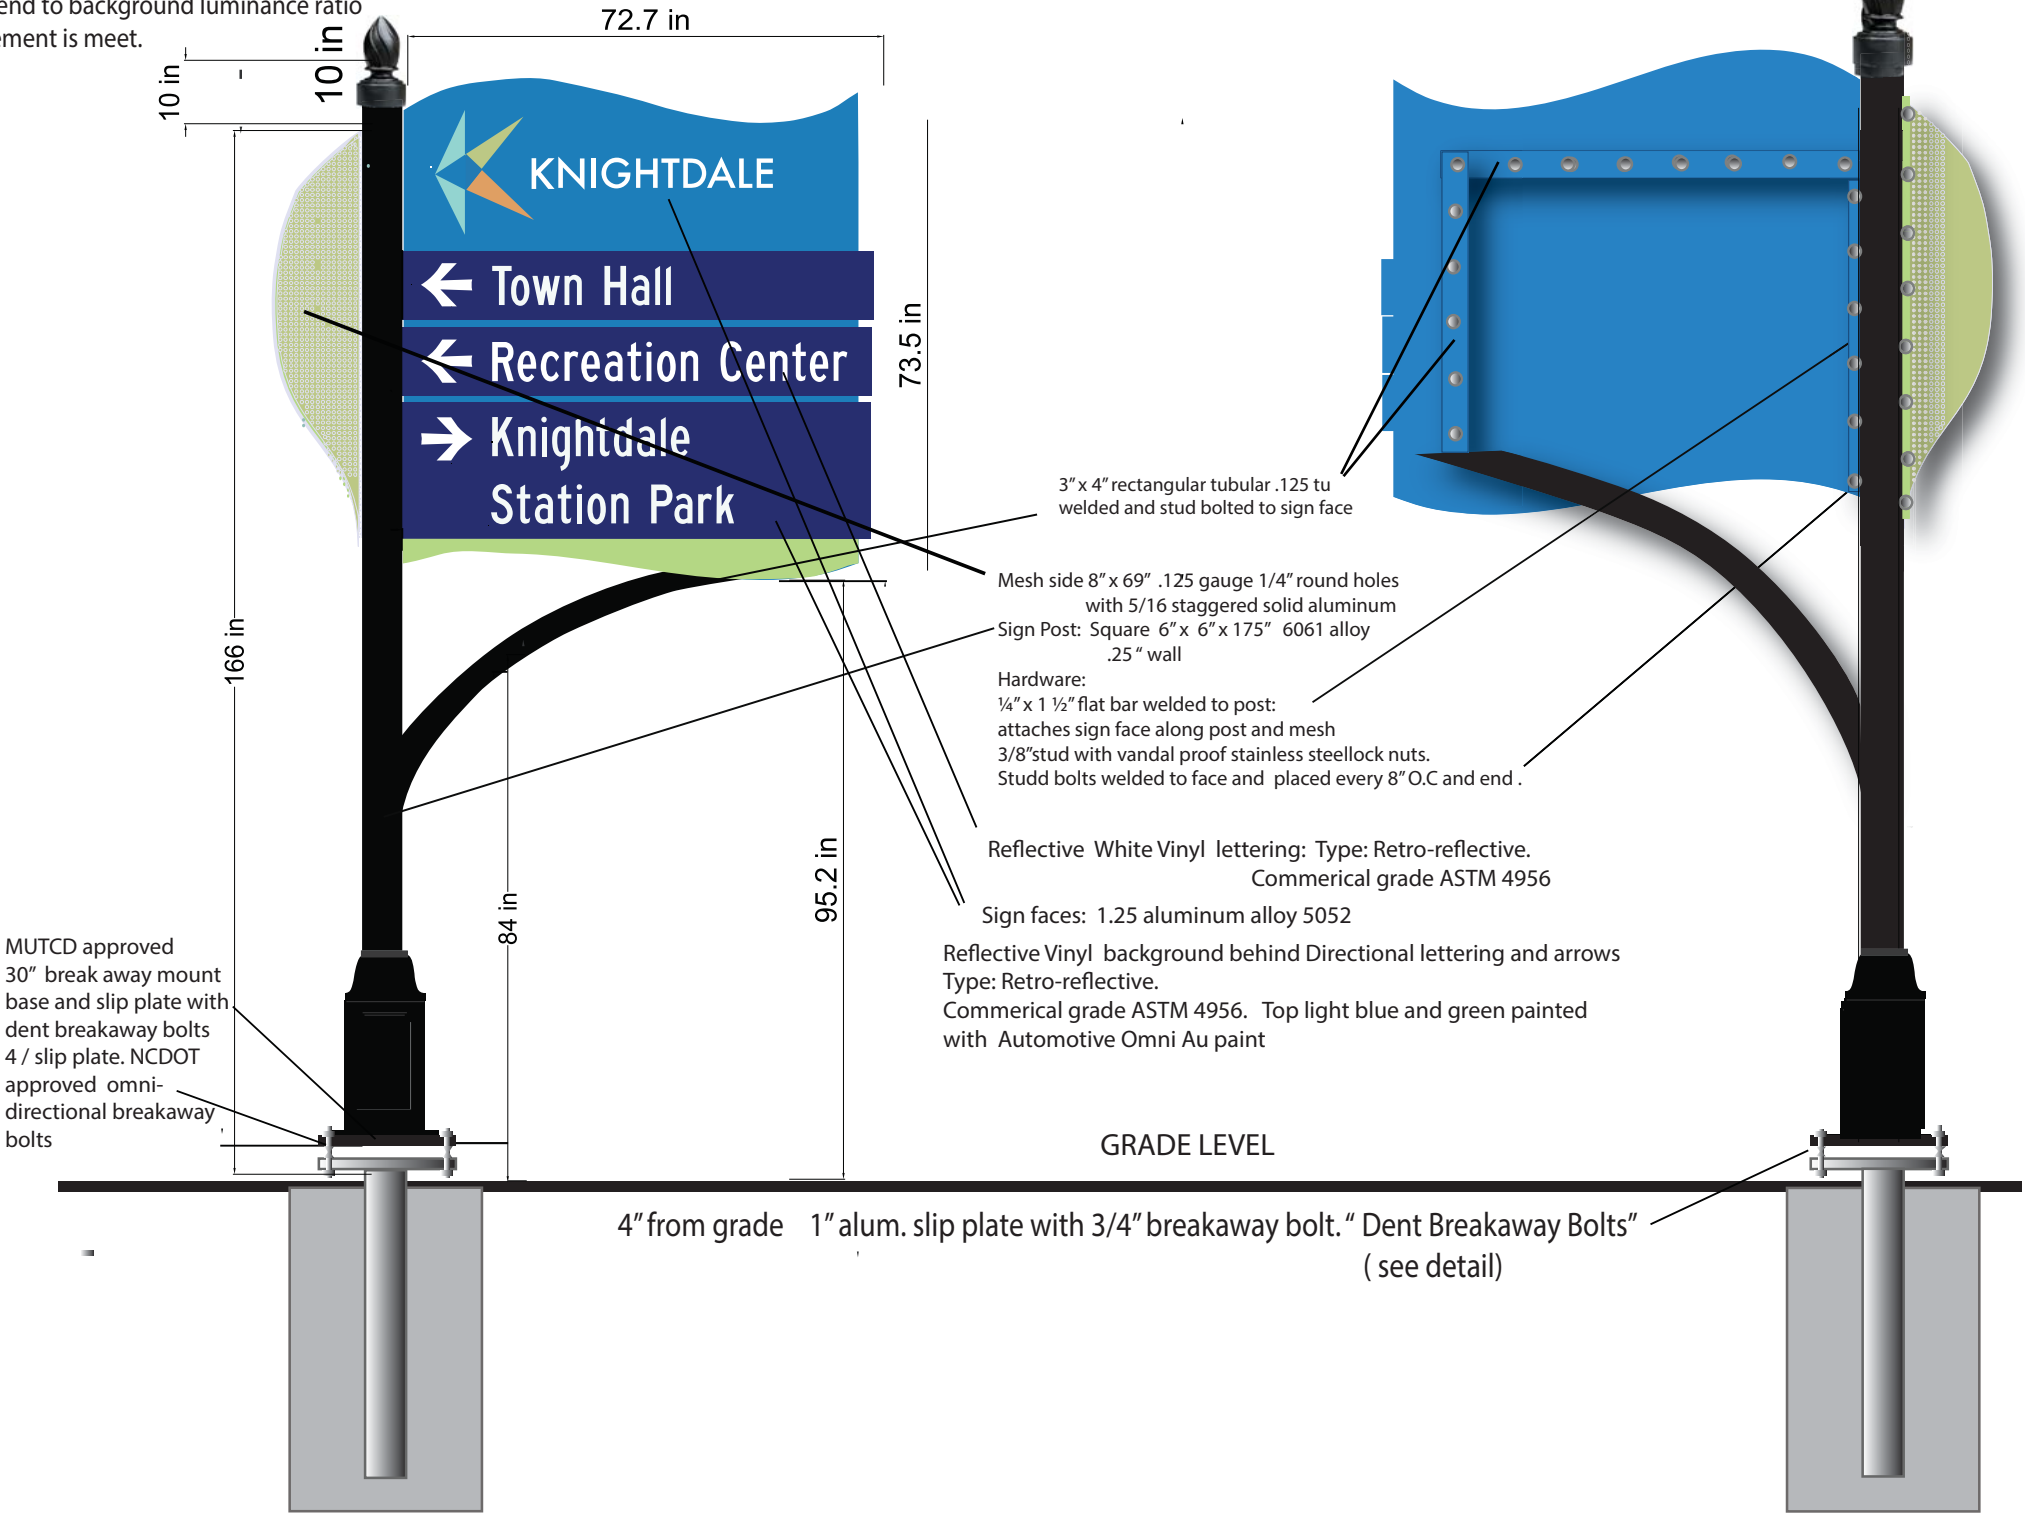 end to background luminance ratio
ement is meet.
10 in
10 in
72.7 in
KNIGHTDALE
Town Hall
Recreation Center
Knightdale
Station Park
73.5 in
166 in
84 in
95.2 in
3” x 4” rectangular tubular .125 tu
welded and stud bolted to sign face
Mesh side 8” x 69” .125 gauge 1/4” round holes
with 5/16 staggered solid aluminum
Sign Post: Square 6” x 6” x 175” 6061 alloy
.25 “ wall
Hardware:
¼” x 1 ½” flat bar welded to post:
attaches sign face along post and mesh
3/8”stud with vandal proof stainless steellock nuts.
Studd bolts welded to face and placed every 8” O.C and end .
Reflective White Vinyl lettering: Type: Retro-reflective.
Commerical grade ASTM 4956
Sign faces: 1.25 aluminum alloy 5052
Reflective Vinyl background behind Directional lettering and arrows
Type: Retro-reflective.
Commerical grade ASTM 4956. Top light blue and green painted
with Automotive Omni Au paint
MUTCD approved
30” break away mount
base and slip plate with
dent breakaway bolts
4 / slip plate. NCDOT
approved omni-
directional breakaway
bolts
GRADE LEVEL
4” from grade 1” alum. slip plate with 3/4” breakaway bolt. “ Dent Breakaway Bolts”
( see detail)